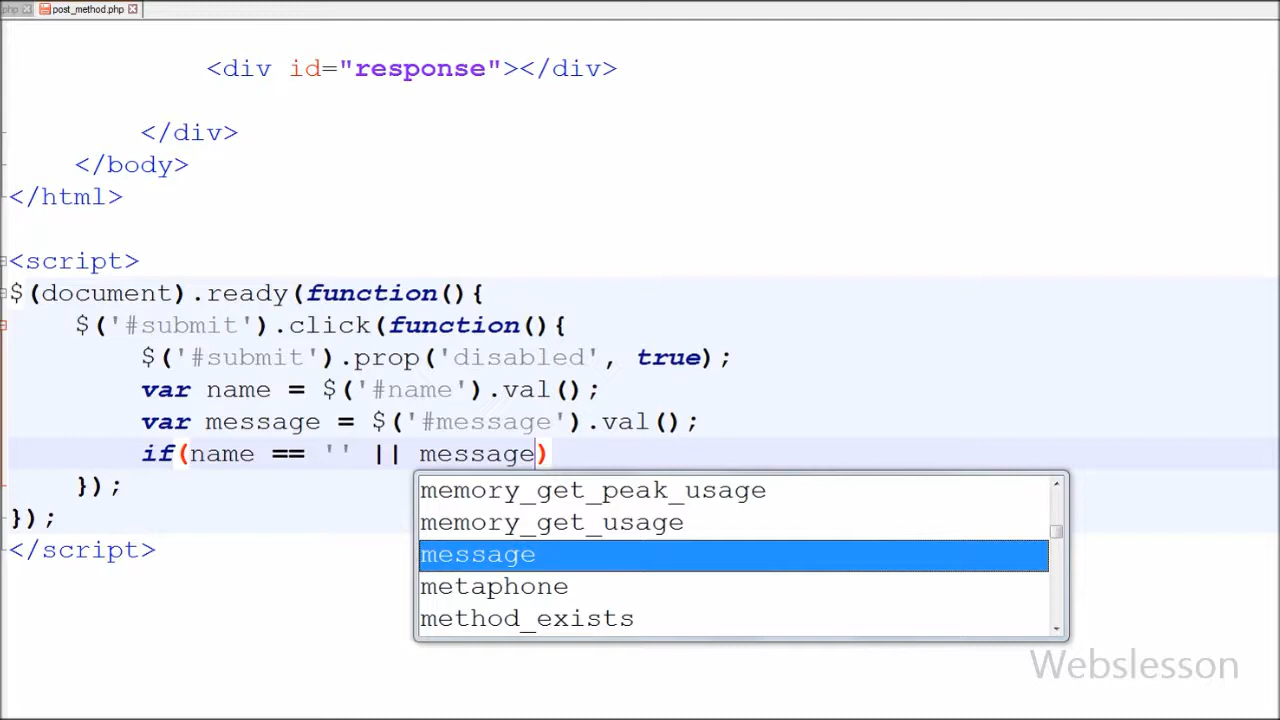 php post_method.php
<div id="response"></div>
</div>
</body>
</html>
<script>
$(document).ready(function(){
$('#submit').click(function(){
$('#submit').prop('disabled', true);
var name = $('#name').val();
var message = $('#message').val();
if(name == '' || message)
});
});
</script>
memory_get_peak_usage
memory_get_usage
message
metaphone
method_exists
Webslesson